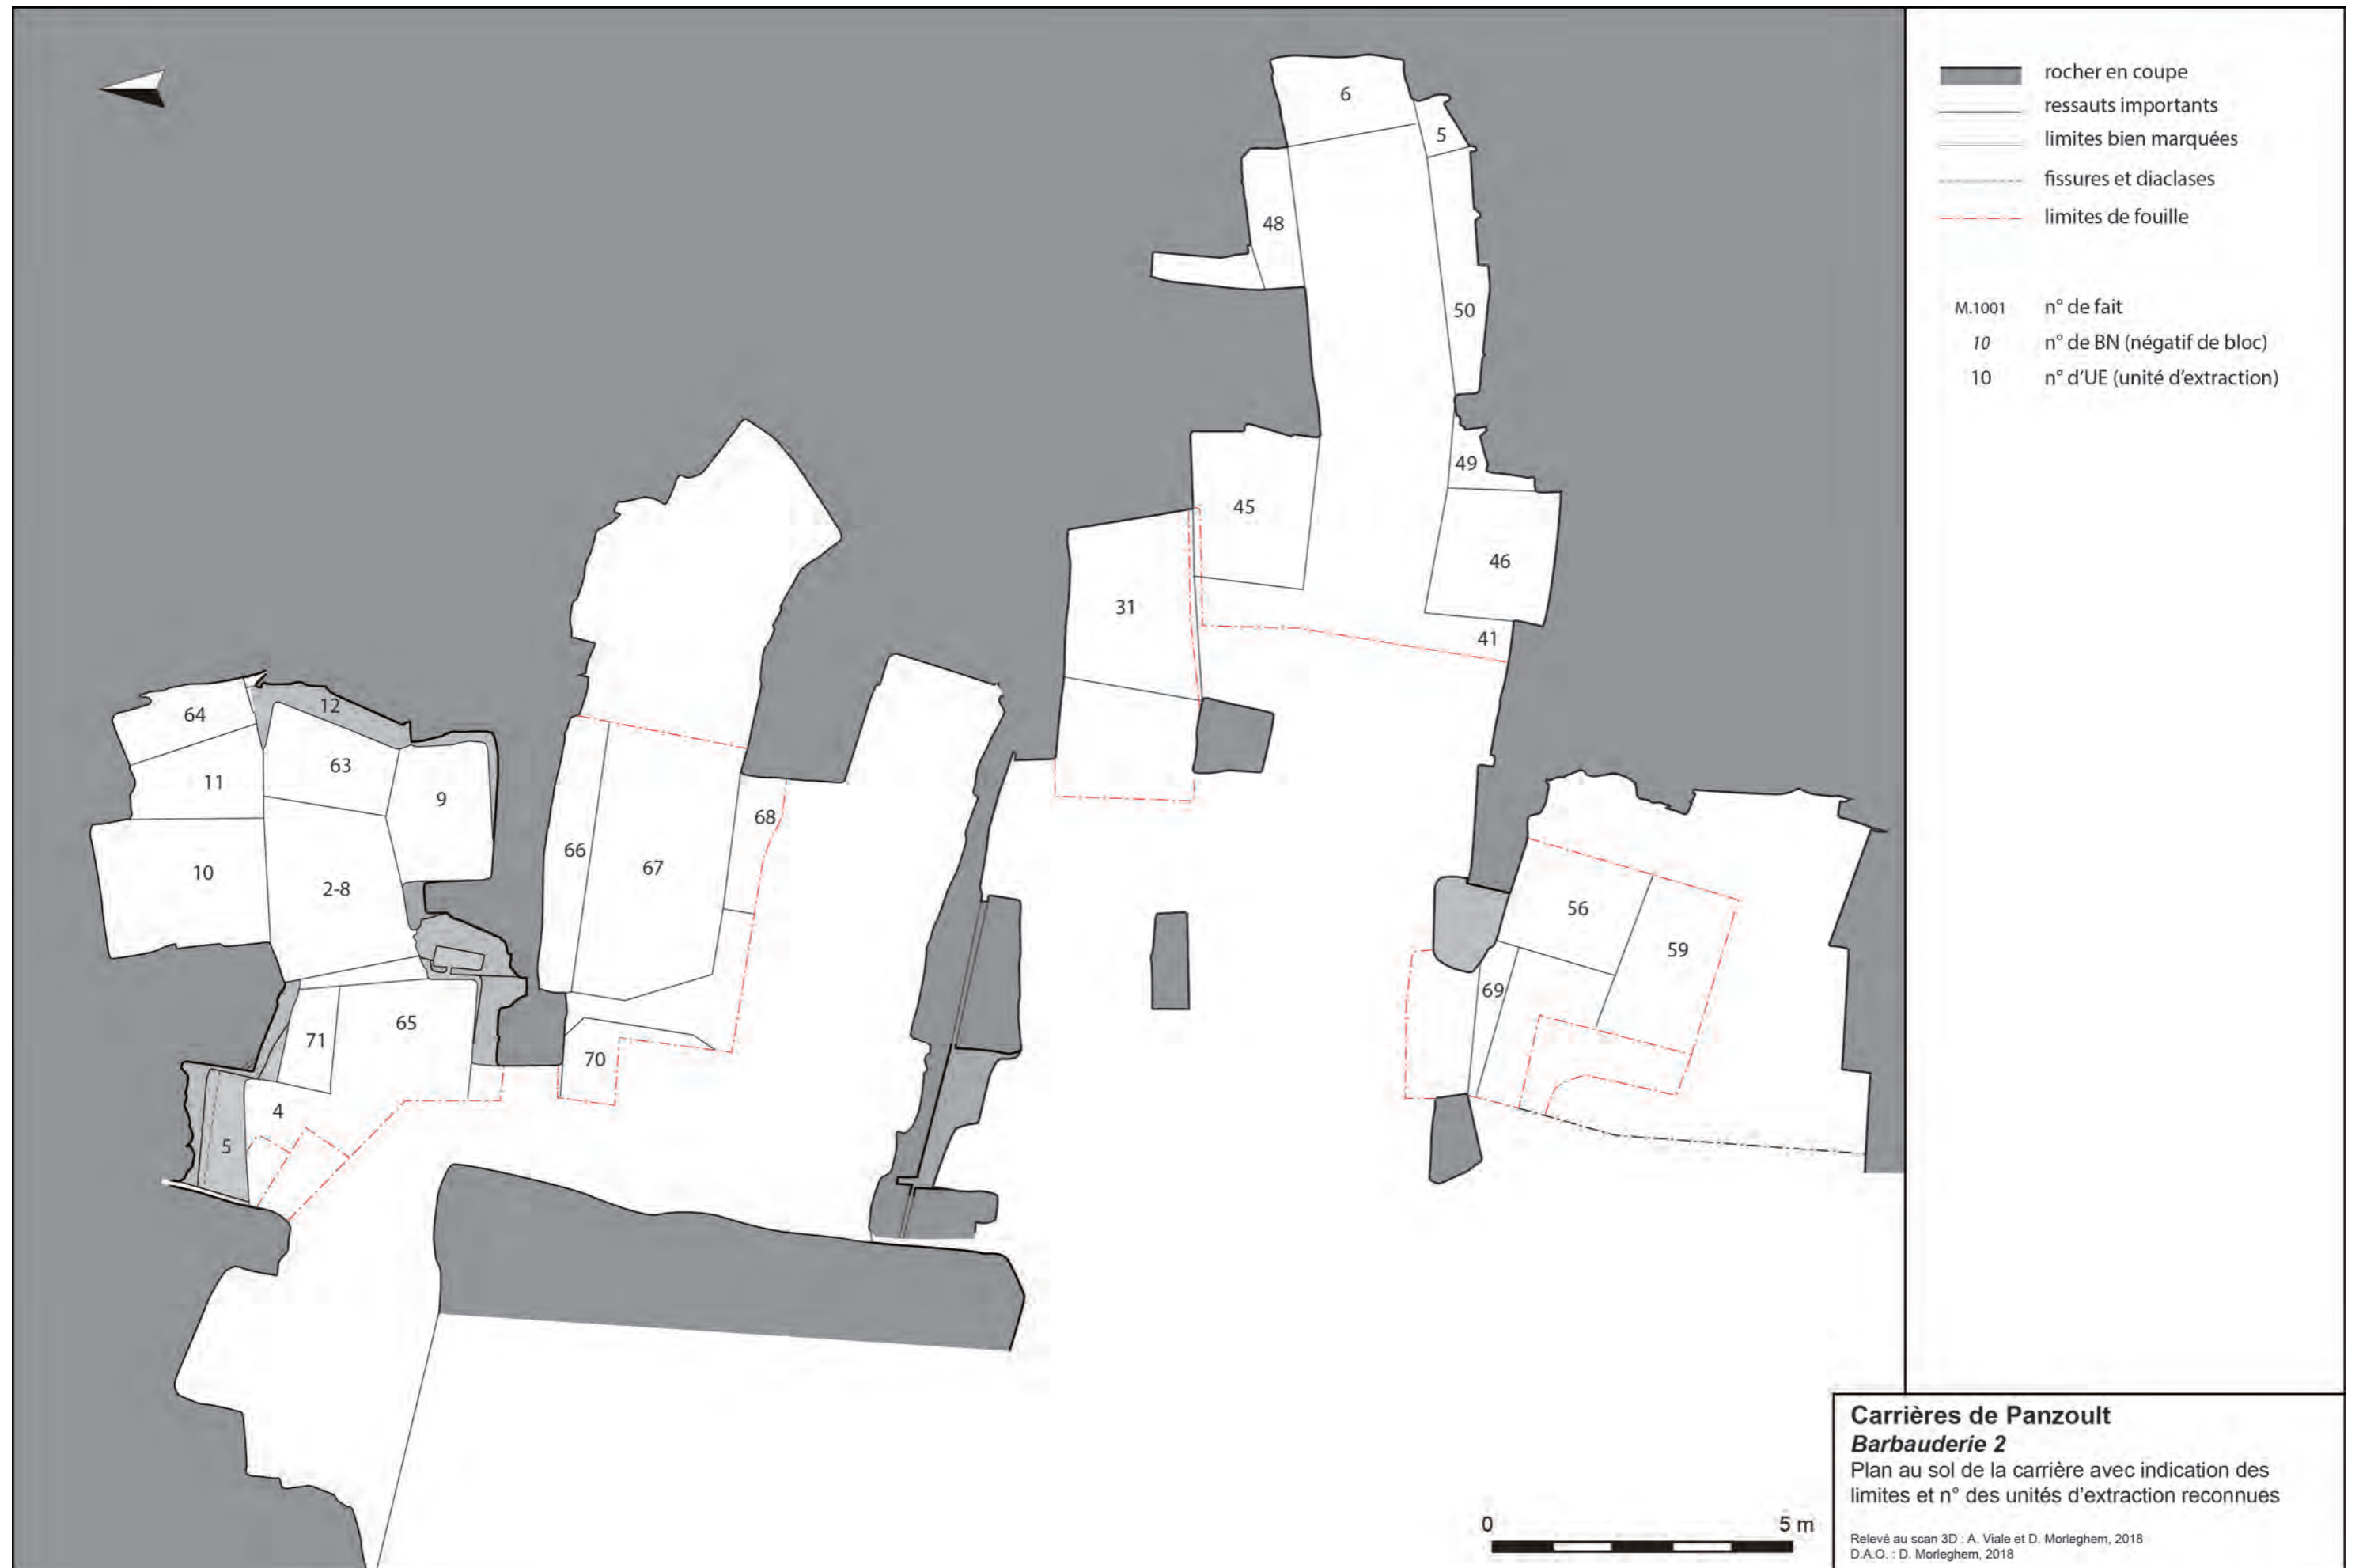 rocher en coupe
ressauts importants
limites bien marquées
fissures et diaclases
limites de fouille
M.1001 n° de fait
10 n° de BN (négatif de bloc)
10 n° d'UE (unité d'extraction)
6
5
48
50
49
45
46
31
41
64
12
11
63
9
68
66
67
10
2-8
56
59
69
71
65
70
4
5
0 5 m
Carrières de Panzoult
Barbauderie 2
Plan au sol de la carrière avec indication des
limites et n° des unités d'extraction reconnues
Relevé au scan 3D : A. Viale et D. Morleghem, 2018
D.A.O. : D. Morleghem, 2018